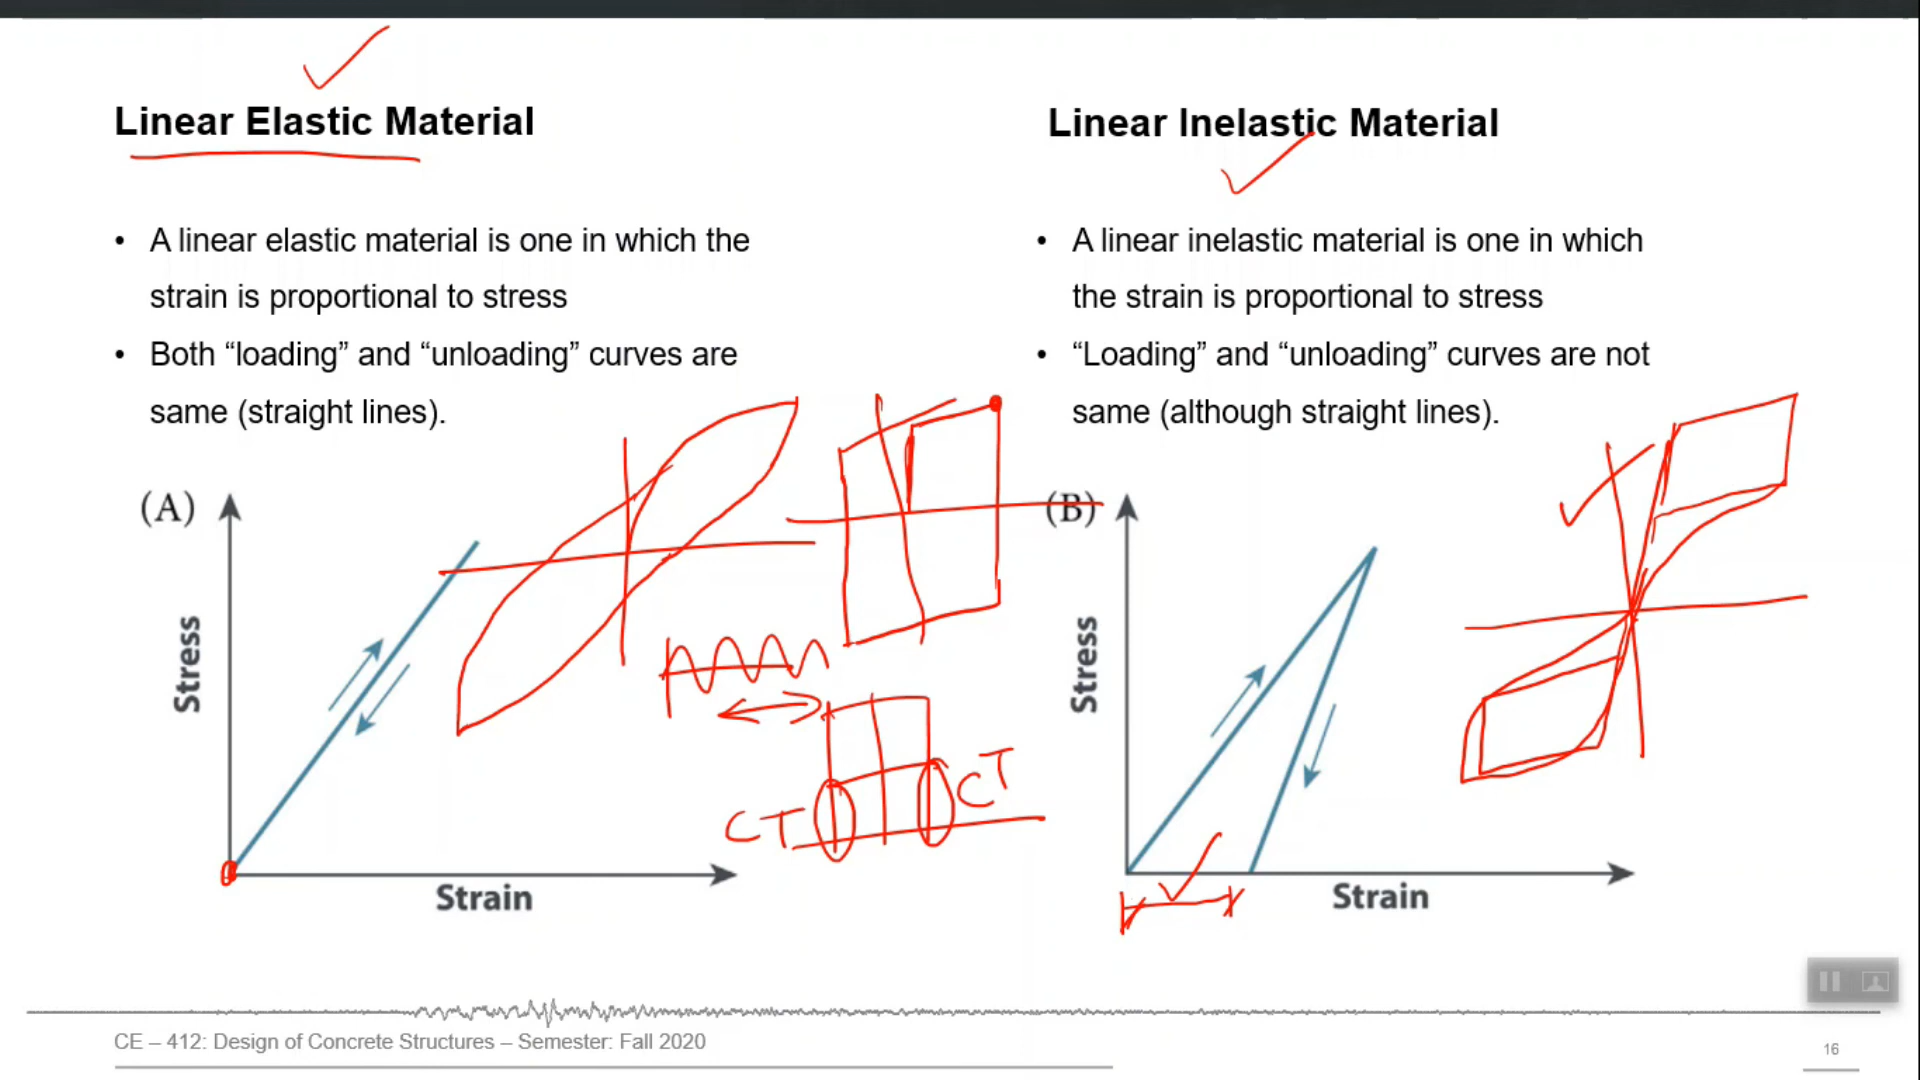 Linear Elastic Material
• A linear elastic material is one in which the
strain is proportional to stress
• Both “loading” and “unloading” curves are
same (straight lines).
(A)
Stress
Strain
CT
CT
Linear Inelastic Material
• A linear inelastic material is one in which
the strain is proportional to stress
• “Loading” and “unloading” curves are not
same (although straight lines).
(B)
Stress
Strain
CE – 412: Design of Concrete Structures – Semester: Fall 2020
16